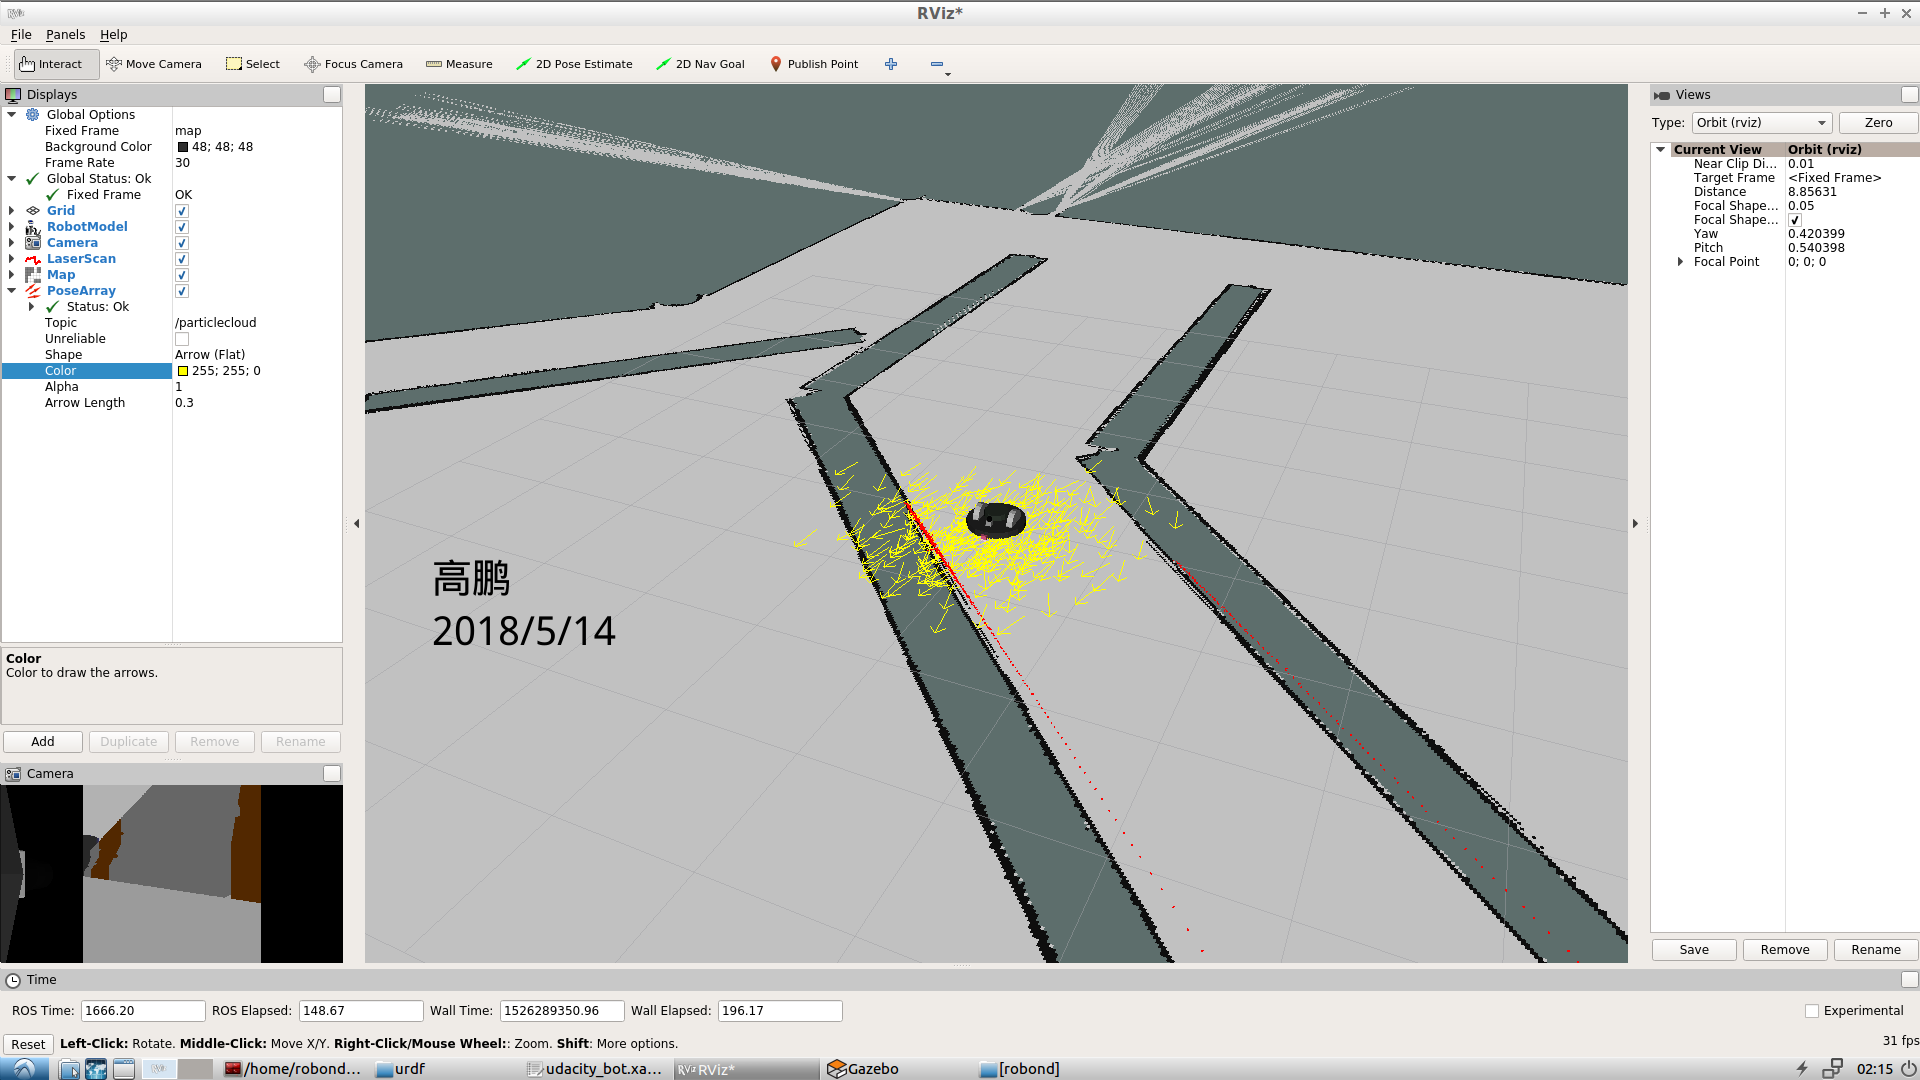 RViz*
File Panels Help
Interact Move Camera Select Focus Camera Measure 2D Pose Estimate 2D Nav Goal Publish Point
Displays
Global Options
Fixed Frame map
Background Color 48; 48; 48
Frame Rate 30
Global Status: Ok
Fixed Frame OK
Grid
RobotModel
Camera
LaserScan
Map
PoseArray
Status: Ok
Topic /particlecloud
Unreliable
Shape Arrow (Flat)
Color 255; 255; 0
Alpha 1
Arrow Length 0.3
Color
Color to draw the arrows.
Add Duplicate Remove Rename
Camera
高鹏
2018/5/14
Views
Type: Orbit (rviz) Zero
Current View Orbit (rviz)
Near Clip Di... 0.01
Target Frame <Fixed Frame>
Distance 8.85631
Focal Shape... 0.05
Focal Shape...
Yaw 0.420399
Pitch 0.540398
Focal Point 0; 0; 0
Save Remove Rename
Time
ROS Time: 1666.20 ROS Elapsed: 148.67 Wall Time: 1526289350.96 Wall Elapsed: 196.17 Experimental
Reset Left-Click: Rotate. Middle-Click: Move X/Y. Right-Click/Mouse Wheel:: Zoom. Shift: More options. 31 fps
/home/robond... urdf udacity_bot.xa... RViz* Gazebo [robond] 02:15